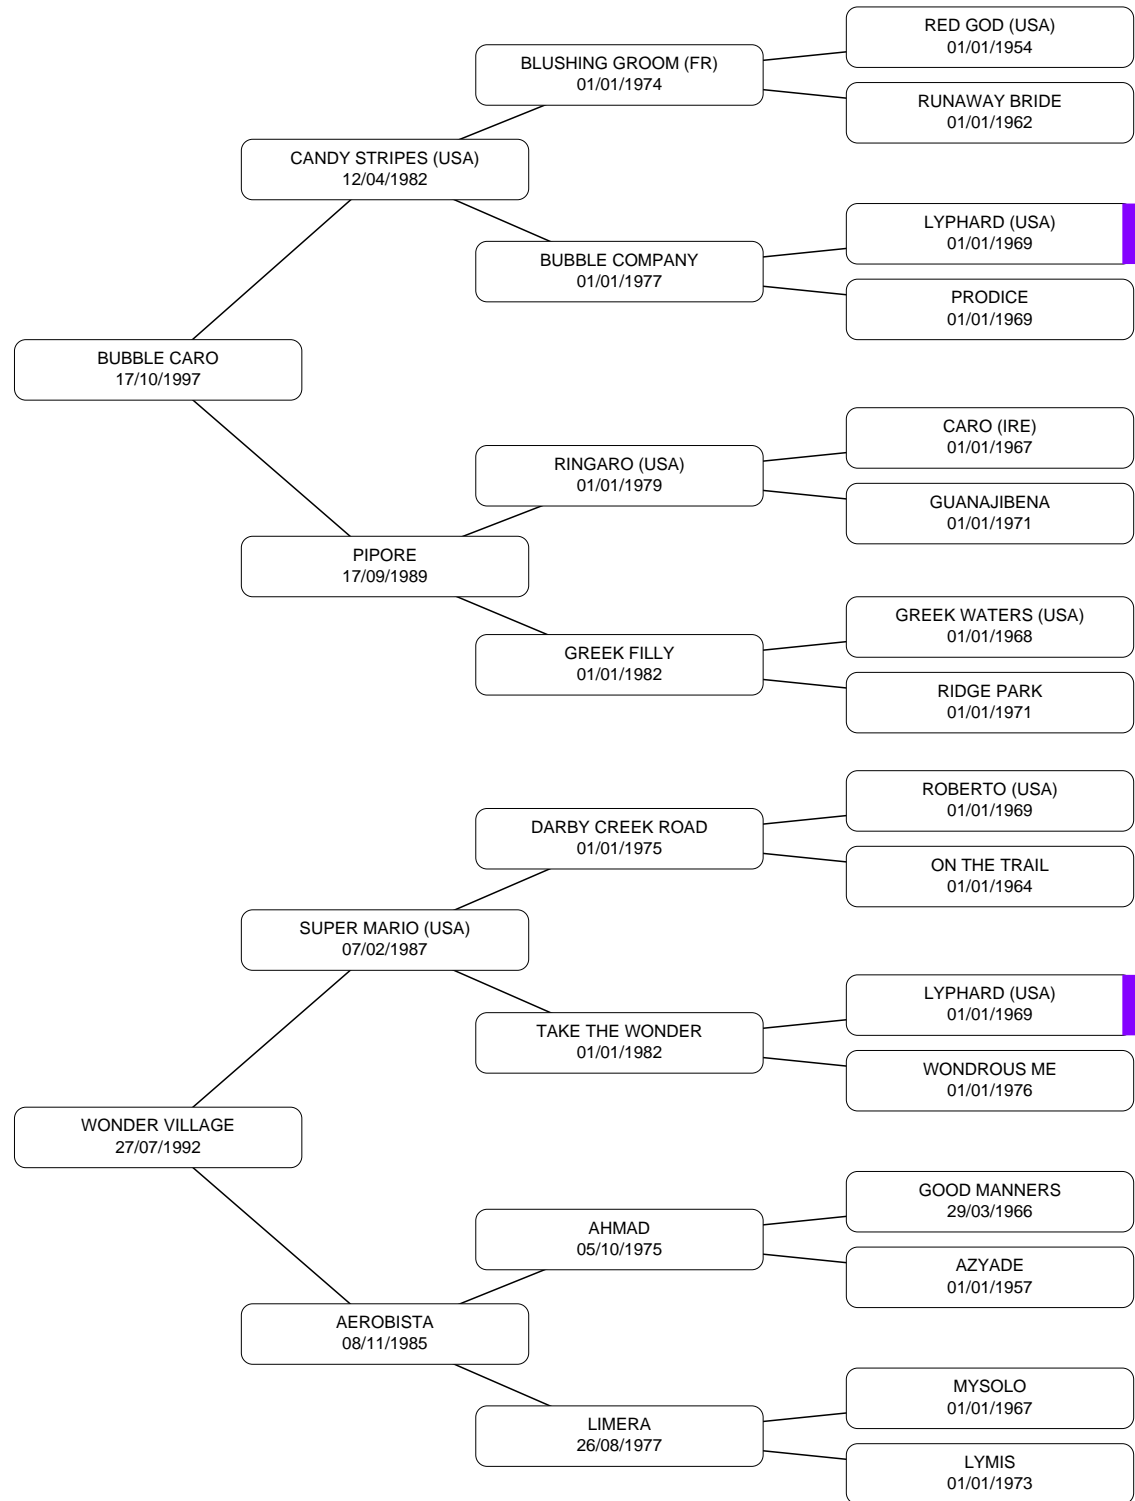 RED GOD (USA)
01/01/1954
BLUSHING GROOM (FR)
01/01/1974
RUNAWAY BRIDE
01/01/1962
CANDY STRIPES (USA)
12/04/1982
LYPHARD (USA)
01/01/1969
BUBBLE COMPANY
01/01/1977
PRODICE
01/01/1969
BUBBLE CARO
17/10/1997
CARO (IRE)
01/01/1967
RINGARO (USA)
01/01/1979
GUANAJIBENA
01/01/1971
PIPORE
17/09/1989
GREEK WATERS (USA)
01/01/1968
GREEK FILLY
01/01/1982
RIDGE PARK
01/01/1971
ROBERTO (USA)
01/01/1969
DARBY CREEK ROAD
01/01/1975
ON THE TRAIL
01/01/1964
SUPER MARIO (USA)
07/02/1987
LYPHARD (USA)
01/01/1969
TAKE THE WONDER
01/01/1982
WONDROUS ME
01/01/1976
WONDER VILLAGE
27/07/1992
GOOD MANNERS
29/03/1966
AHMAD
05/10/1975
AZYADE
01/01/1957
AEROBISTA
08/11/1985
MYSOLO
01/01/1967
LIMERA
26/08/1977
LYMIS
01/01/1973